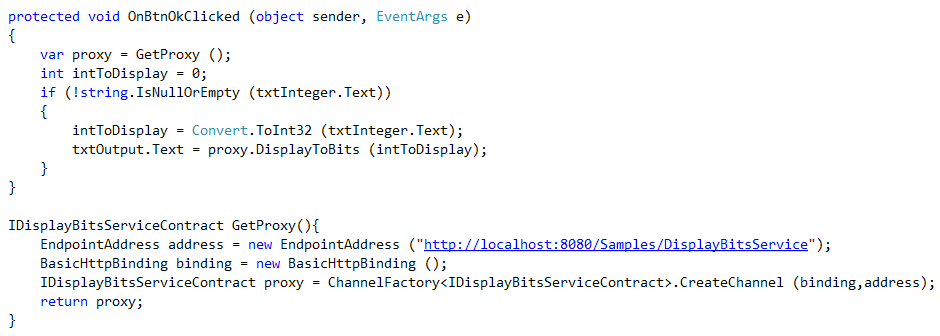 protected void OnBtnOkClicked (object sender, EventArgs e)
{
    var proxy = GetProxy ();
    int intToDisplay = 0;
    if (!string.IsNullOrEmpty (txtInteger.Text))
    {
        intToDisplay = Convert.ToInt32 (txtInteger.Text);
        txtOutput.Text = proxy.DisplayToBits (intToDisplay);
    }
}

IDisplayBitsServiceContract GetProxy(){
    EndpointAddress address = new EndpointAddress ("http://localhost:8080/Samples/DisplayBitsService");
    BasicHttpBinding binding = new BasicHttpBinding ();
    IDisplayBitsServiceContract proxy = ChannelFactory<IDisplayBitsServiceContract>.CreateChannel (binding,address);
    return proxy;
}